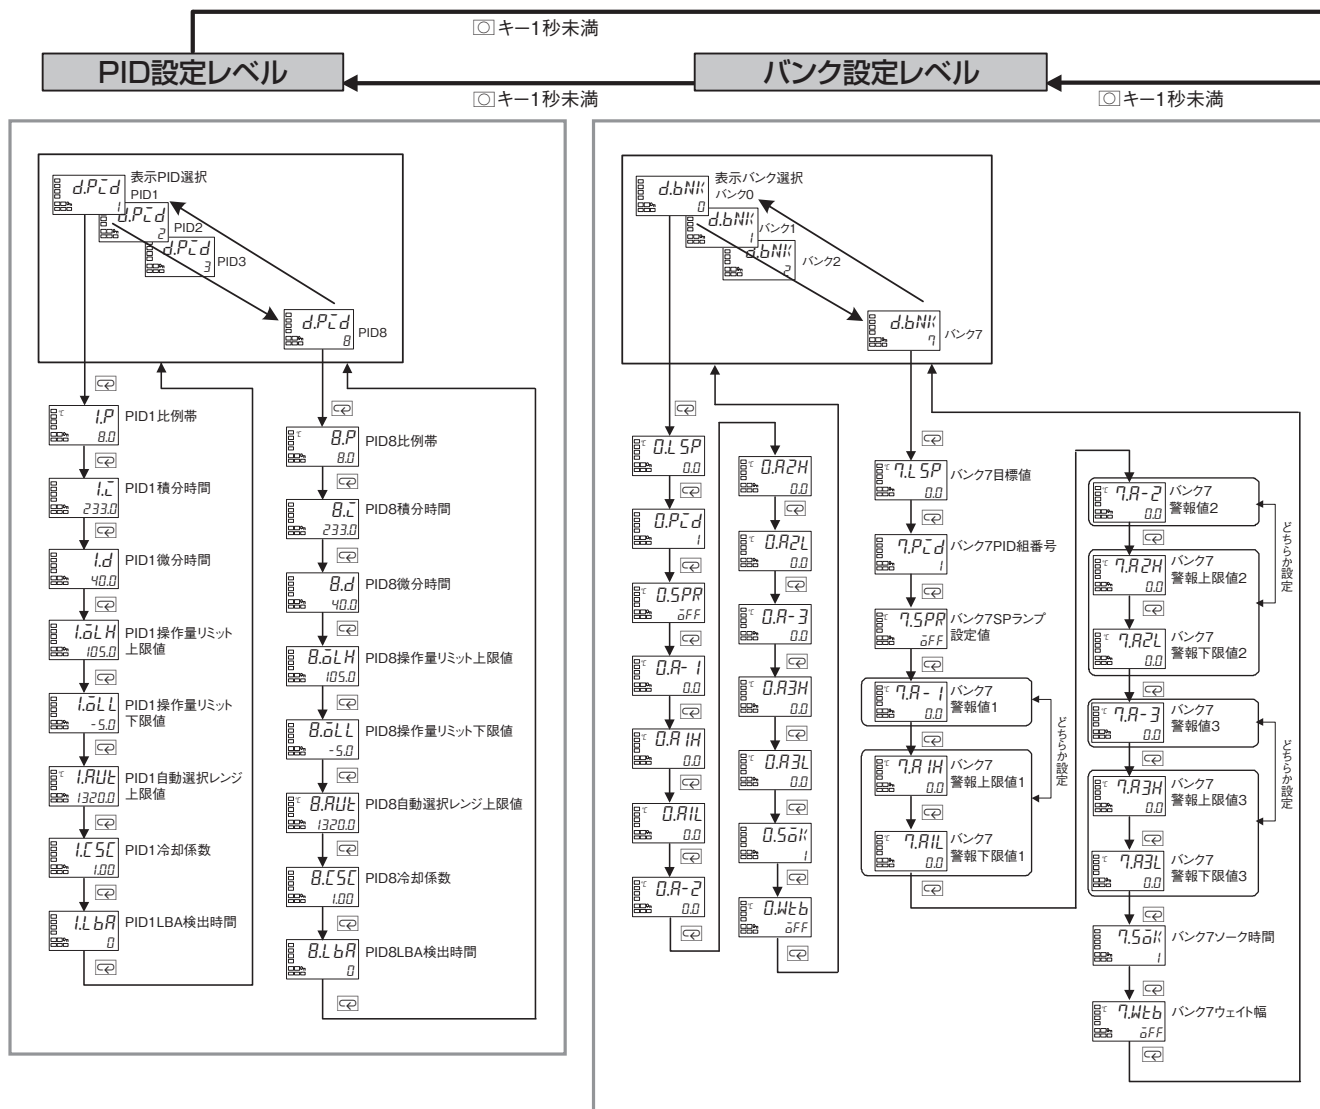 キー1秒未満
PID設定レベル
バンク設定レベル
キー1秒未満
キー1秒未満
表示PID選択
d.PID
1
PID1
d.PID
2
PID2
d.PID
3
PID3
d.PID
8
PID8
1.P
8.0
PID1比例帯
1.I
233.0
PID1積分時間
1.d
40.0
PID1微分時間
1.oLH
105.0
PID1操作量リミット
上限値
1.oLL
-5.0
PID1操作量リミット
下限値
℃
1.AUt
1320.0
PID1自動選択レンジ
上限値
1.CSC
1.00
PID1冷却係数
1.LbA
0
PID1LBA検出時間
8.P
8.0
PID8比例帯
8.I
233.0
PID8積分時間
8.d
40.0
PID8微分時間
8.oLH
105.0
PID8操作量リミット上限値
8.oLL
-5.0
PID8操作量リミット下限値
8.AUt
1320.0
PID8自動選択レンジ上限値
8.CSC
1.00
PID8冷却係数
8.LbA
0
PID8LBA検出時間
表示バンク選択
d.bNK
0
バンク0
d.bNK
1
バンク1
d.bNK
2
バンク2
d.bNK
7
バンク7
0.LSP
0.0
0.PID
1
0.SPR
oFF
0.A-1
0.0
0.A1H
0.0
0.A1L
0.0
0.A-2
0.0
0.A2H
0.0
0.A2L
0.0
0.A-3
0.0
0.A3H
0.0
0.A3L
0.0
0.SoK
1
0.Wtb
oFF
7.LSP
0.0
バンク7目標値
7.PID
1
バンク7PID組番号
7.SPR
oFF
バンク7SPランプ
設定値
7.A-1
0.0
バンク7
警報値1
7.A1H
0.0
バンク7
警報上限値1
7.A1L
0.0
バンク7
警報下限値1
どちらか設定
7.A-2
0.0
バンク7
警報値2
7.A2H
0.0
バンク7
警報上限値2
7.A2L
0.0
バンク7
警報下限値2
どちらか設定
7.A-3
0.0
バンク7
警報値3
7.A3H
0.0
バンク7
警報上限値3
7.A3L
0.0
バンク7
警報下限値3
どちらか設定
7.SoK
1
バンク7ソーク時間
7.Wtb
oFF
バンク7ウェイト幅